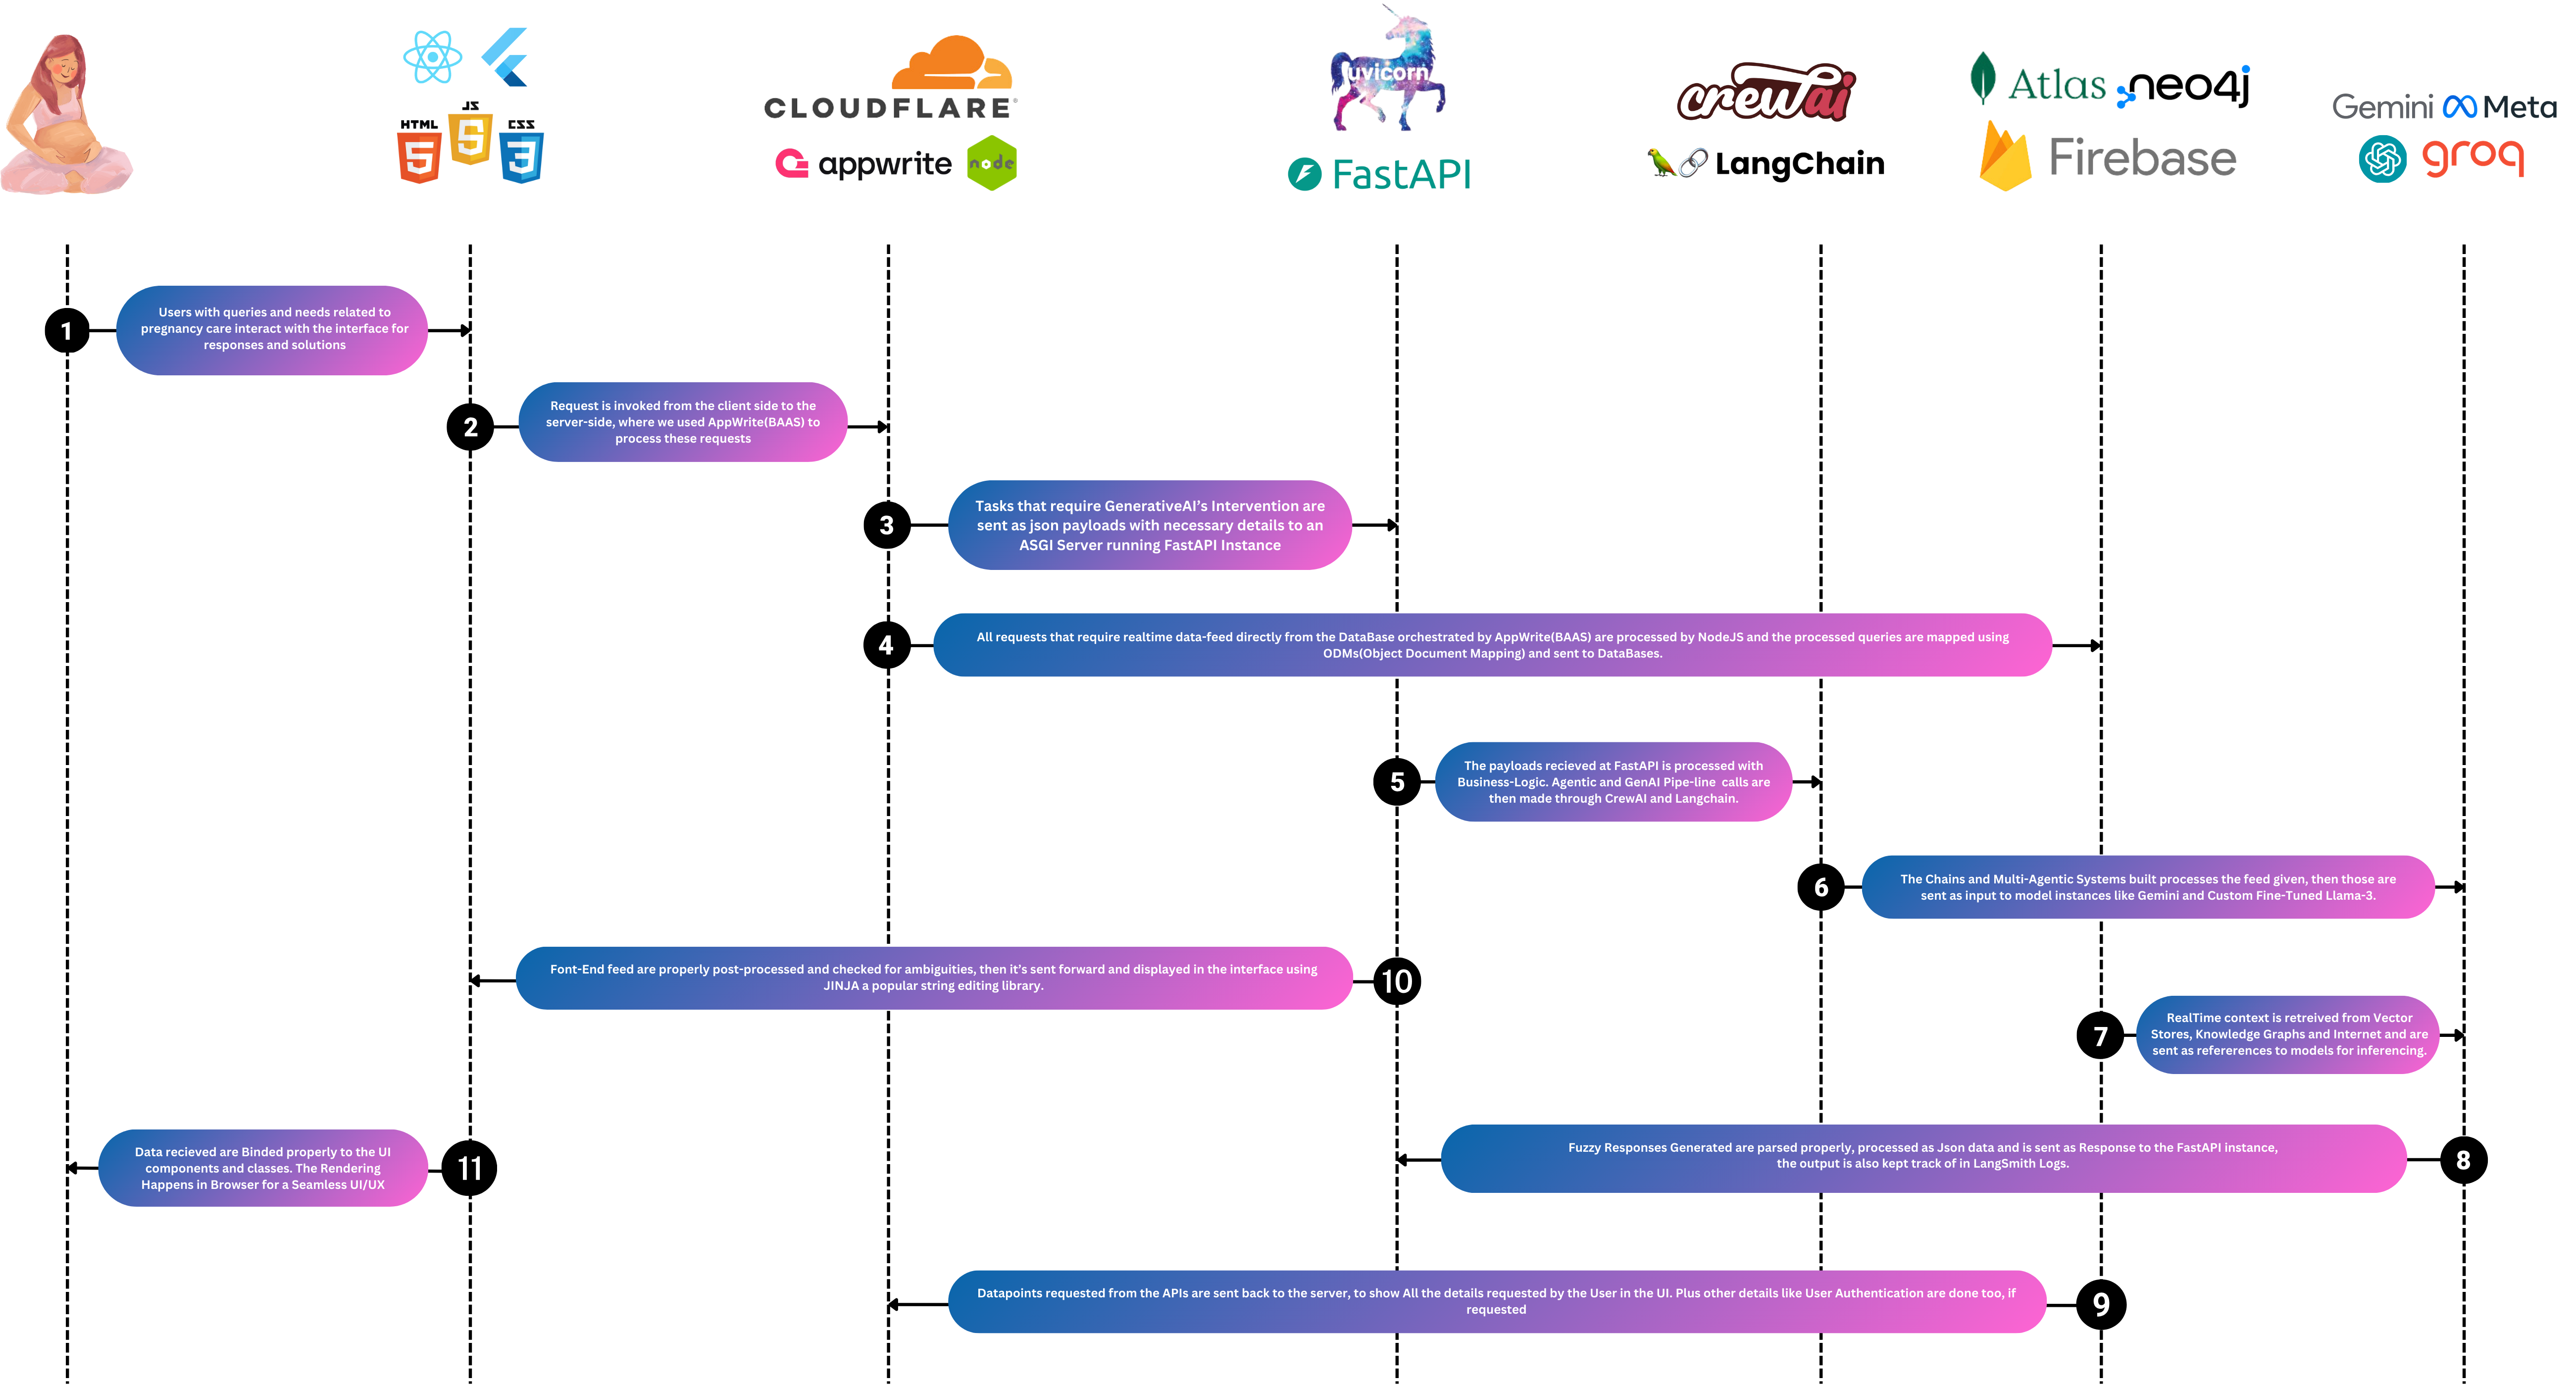 JS
HTML
CSS
5
5
3
CLOUDFLARE
appwrite
node
uvicorn
FastAPI
crewai
LangChain
Atlas
neo4j
Firebase
Gemini
Meta
groq
1
Users with queries and needs related to
pregnancy care interact with the interface for
responses and solutions
2
Request is invoked from the client side to the
server-side, where we used AppWrite(BAAS) to
process these requests
3
Tasks that require GenerativeAI's Intervention are
sent as json payloads with necessary details to an
ASGI Server running FastAPI Instance
4
All requests that require realtime data-feed directly from the DataBase orchestrated by AppWrite(BAAS) are processed by NodeJS and the processed queries are mapped using
ODMs(Object Document Mapping) and sent to DataBases.
5
The payloads recieved at FastAPI is processed with
Business-Logic. Agentic and GenAI Pipe-line calls are
then made through CrewAI and Langchain.
6
The Chains and Multi-Agentic Systems built processes the feed given, then those are
sent as input to model instances like Gemini and Custom Fine-Tuned Llama-3.
Font-End feed are properly post-processed and checked for ambiguities, then it's sent forward and displayed in the interface using
JINJA a popular string editing library.
10
7
RealTime context is retreived from Vector
Stores, Knowledge Graphs and Internet and are
sent as refererences to models for inferencing.
Data recieved are Binded properly to the UI
components and classes. The Rendering
Happens in Browser for a Seamless UI/UX
11
Fuzzy Responses Generated are parsed properly, processed as Json data and is sent as Response to the FastAPI instance,
the output is also kept track of in LangSmith Logs.
8
Datapoints requested from the APIs are sent back to the server, to show All the details requested by the User in the UI. Plus other details like User Authentication are done too, if
requested
9